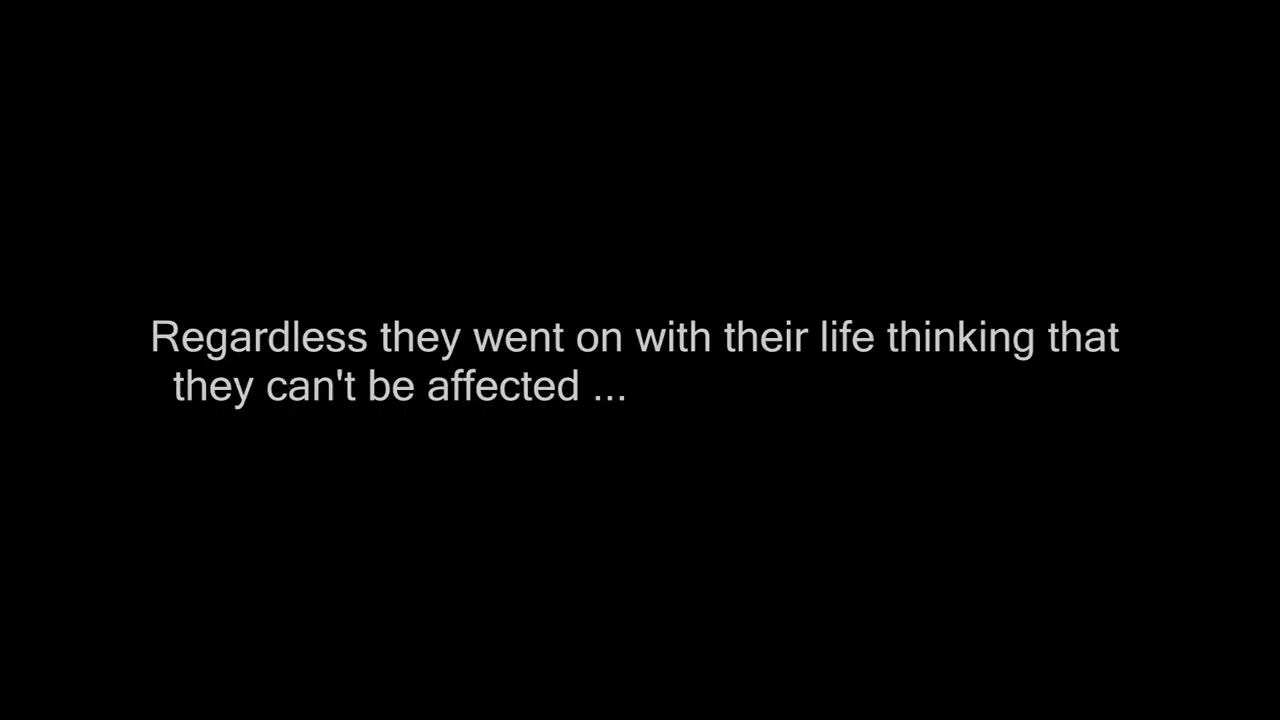 Regardless they went on with their life thinking that
they can't be affected ...